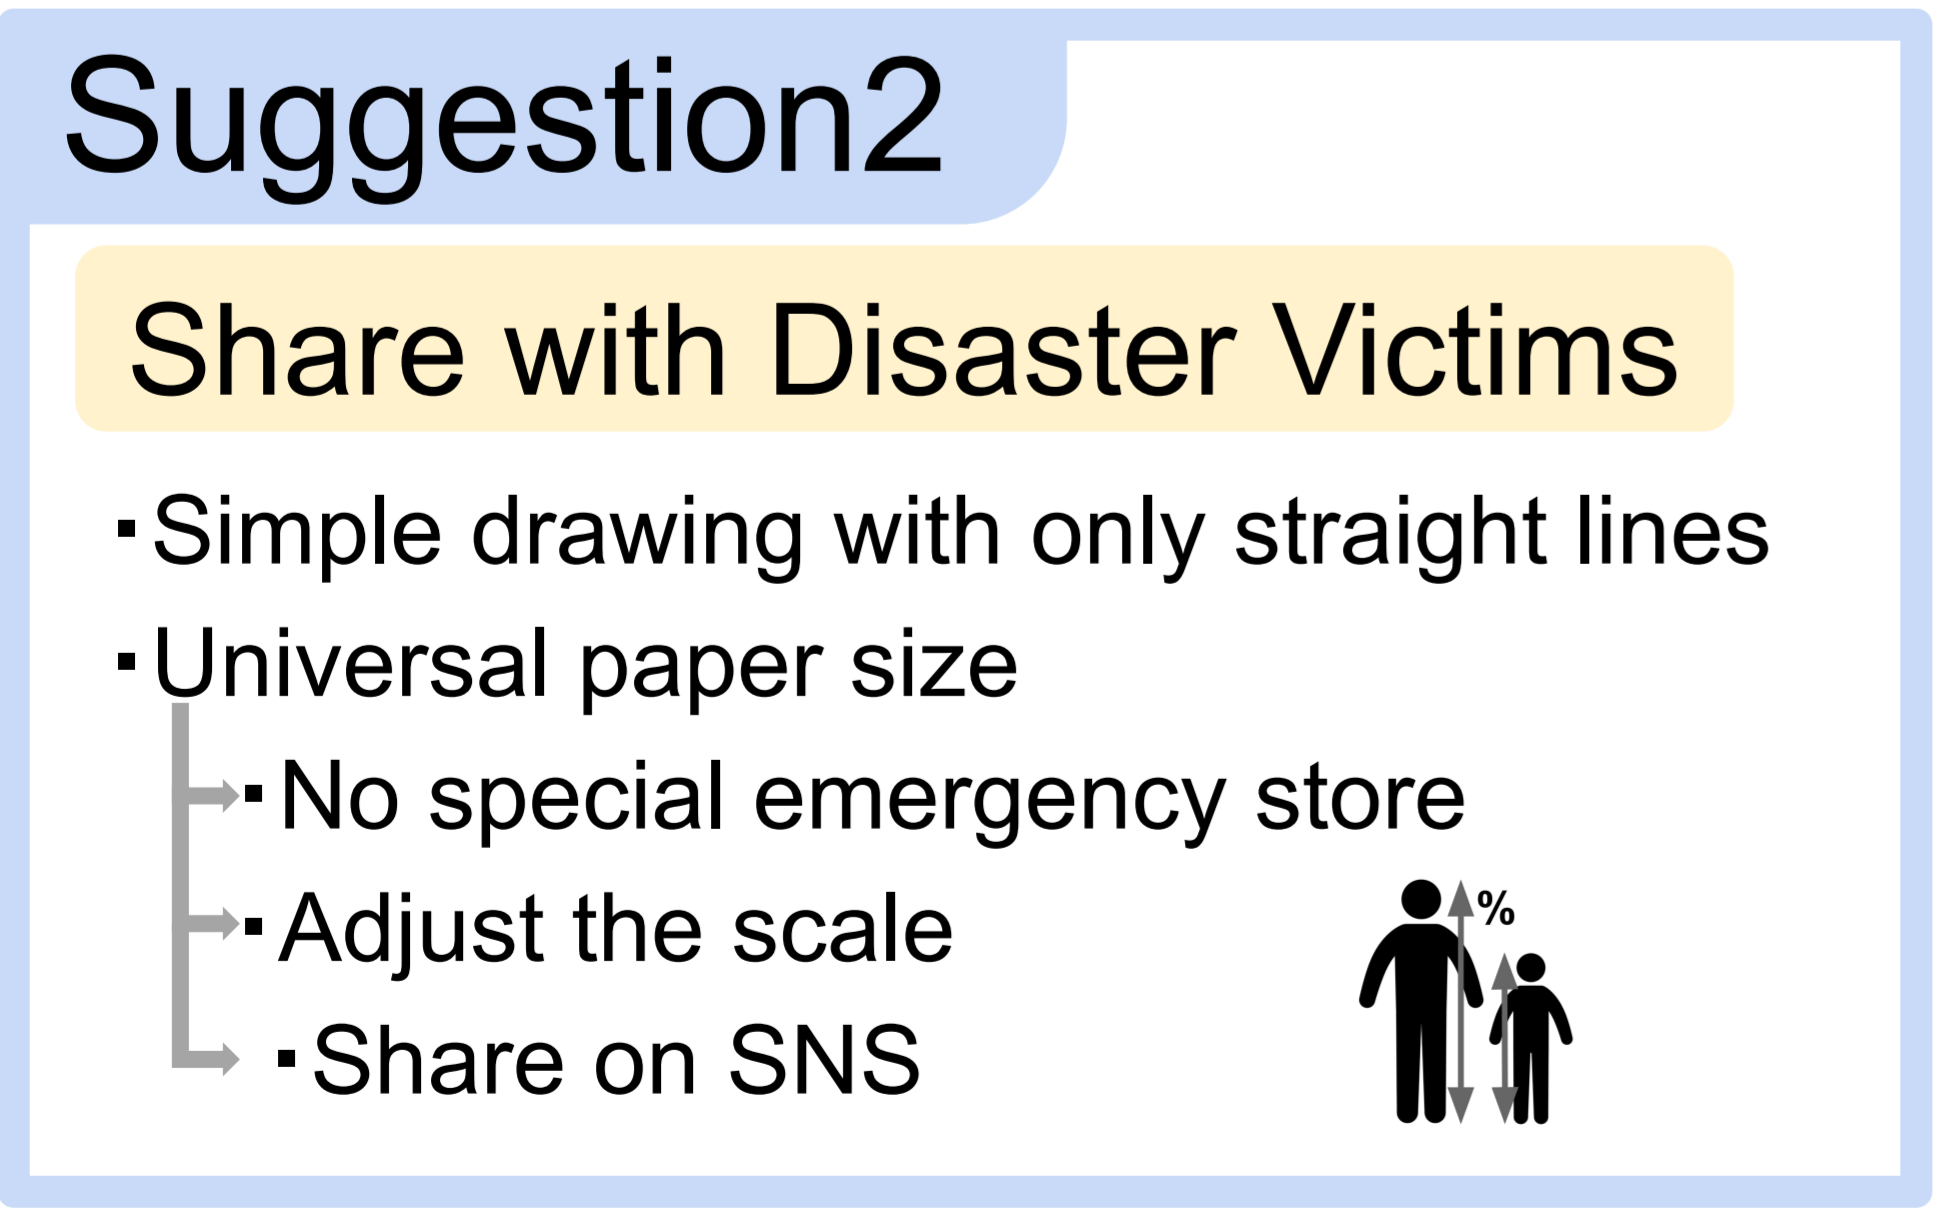 Suggestion2
Share with Disaster Victims
▪Simple drawing with only straight lines
▪Universal paper size
▪No special emergency store
▪Adjust the scale
%
▪Share on SNS